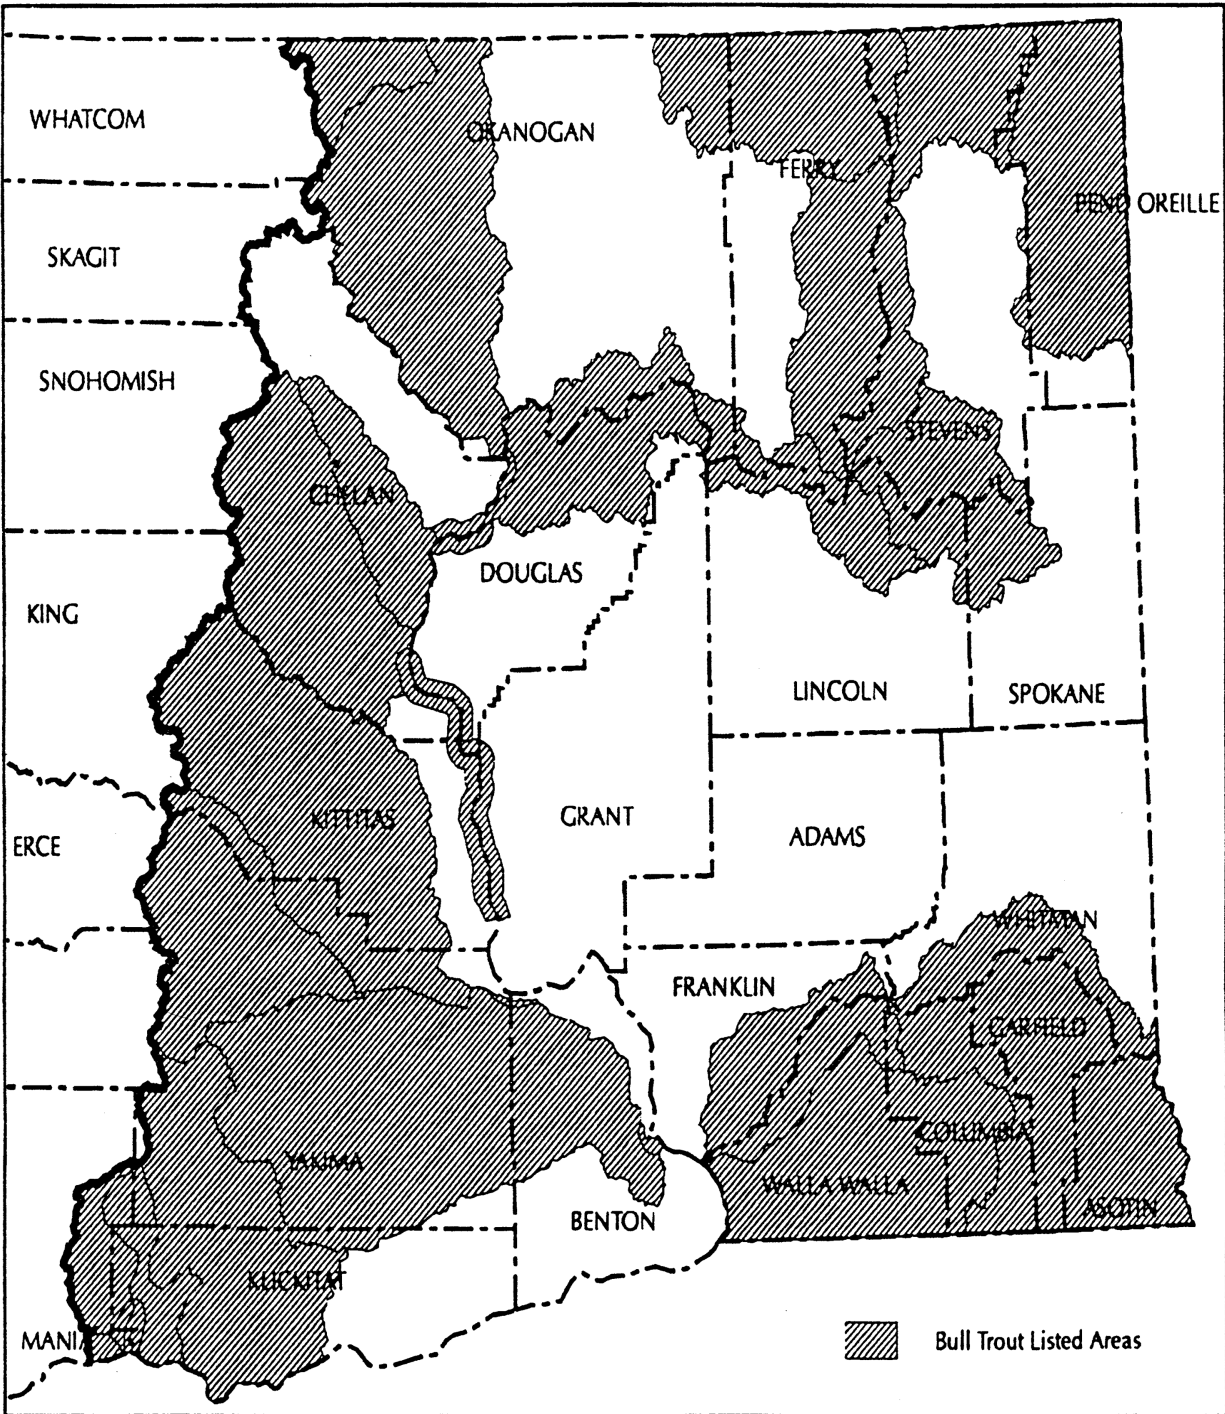 WHATCOM
OKANOGAN
FERRY
PEND OREILLE
SKAGIT
SNOHOMISH
STEVENS
CHELAN
DOUGLAS
KING
LINCOLN
SPOKANE
KITTITAS
GRANT
ADAMS
ERCE
WHITMAN
FRANKLIN
GARFIELD
COLUMBIA
YAKIMA
WALLA WALLA
ASOTIN
BENTON
KLICKITAT
MANIA
Bull Trout Listed Areas